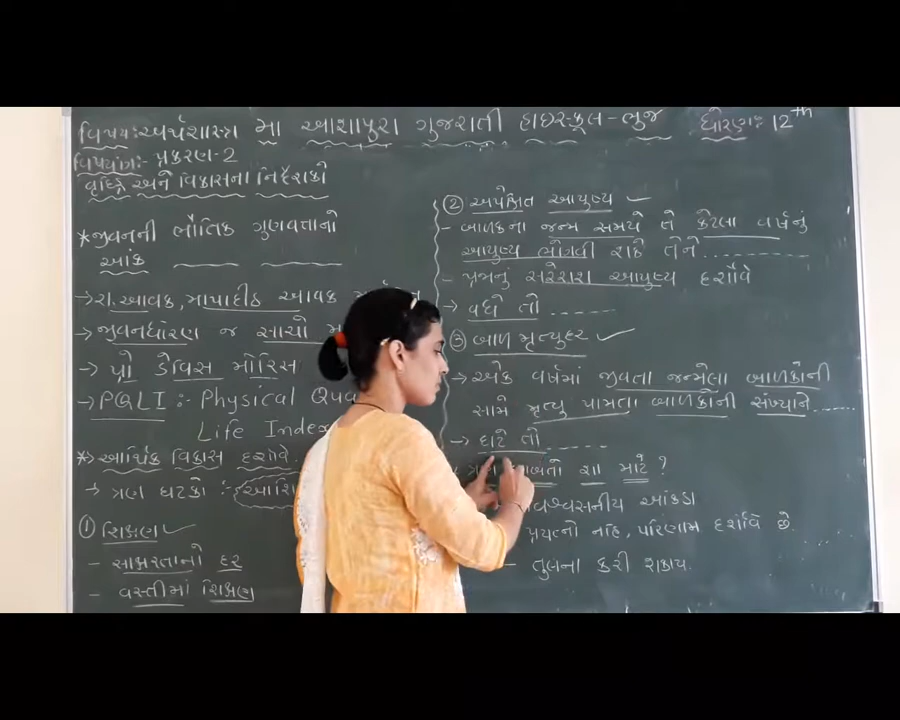 વિષય:અર્થશાસ્ત્ર મા આશાપુરા ગુજરાતી હાઇસ્કૂલ-ભુજ ધોરણ: 12th
વિષયાંગ:- પ્રકરણ-2
વૃધ્ધિ અને વિકાસના નિર્દેશકો
*જીવનની ભૌતિક ગુણવત્તાનો
આંક
→રા.આવક, માથાદીઠ આવક
→જીવનધોરણ જ સાચો
→ પ્રો ડેવિસ મોરિસ
→PQLI :- Physical
Life Index
*આર્થિક વિકાસ દર્શાવે.
→ ત્રણ ઘટકો :-
① શિક્ષણ ✓
- સાક્ષરતાનો દર
- વસ્તીમાં શિક્ષણ
② અપેક્ષિત આયુષ્ય ✓
- બાળકના જન્મ સમયે તે કેટલા વર્ષનું
આયુષ્ય ભોગવી શકે તેને..............
- પ્રજાનું સરેરાશ આયુષ્ય દર્શાવે
→ વધે તો ..........
③ બાળ મૃત્યુદર ✓
→ એક વર્ષમાં જીવતા જન્મેલા બાળકોની
સામે મૃત્યુ પામતા બાળકોની સંખ્યાને.......
→ ઘટે તો..........
શા માટે ?
વિશ્વસનીય આંકડા
પ્રયત્નો નહિ, પરિણામ દર્શાવે છે.
- તુલના કરી શકાય.